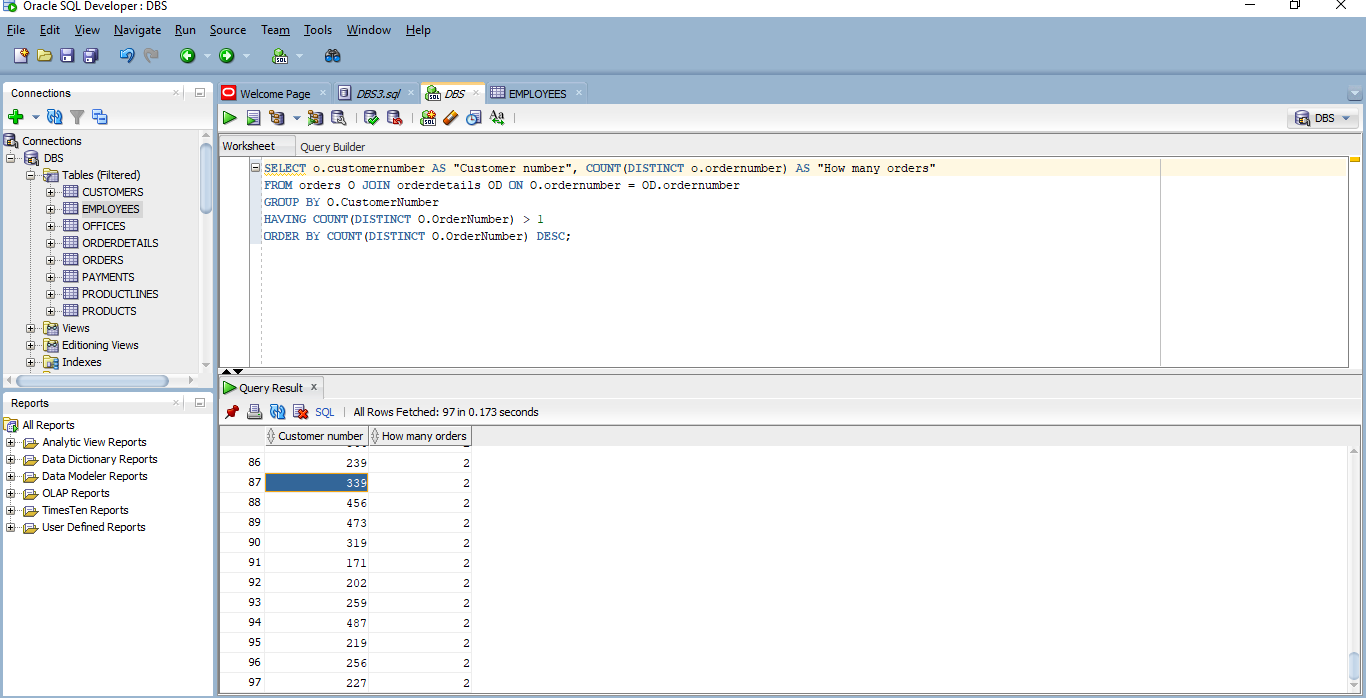 Oracle SQL Developer : DBS
File Edit View Navigate Run Source Team Tools Window Help
Connections
Welcome Page DBS3.sql DBS EMPLOYEES
DBS
Worksheet Query Builder
Connections
DBS
Tables (Filtered)
CUSTOMERS
EMPLOYEES
OFFICES
ORDERDETAILS
ORDERS
PAYMENTS
PRODUCTLINES
PRODUCTS
Views
Editioning Views
Indexes
SELECT o.customernumber AS "Customer number", COUNT(DISTINCT o.ordernumber) AS "How many orders"
FROM orders O JOIN orderdetails OD ON O.ordernumber = OD.ordernumber
GROUP BY O.CustomerNumber
HAVING COUNT(DISTINCT O.OrderNumber) > 1
ORDER BY COUNT(DISTINCT O.OrderNumber) DESC;
Reports
All Reports
Analytic View Reports
Data Dictionary Reports
Data Modeler Reports
OLAP Reports
TimesTen Reports
User Defined Reports
Query Result
SQL | All Rows Fetched: 97 in 0.173 seconds
Customer number How many orders
86 239 2
87 339 2
88 456 2
89 473 2
90 319 2
91 171 2
92 202 2
93 259 2
94 487 2
95 219 2
96 256 2
97 227 2